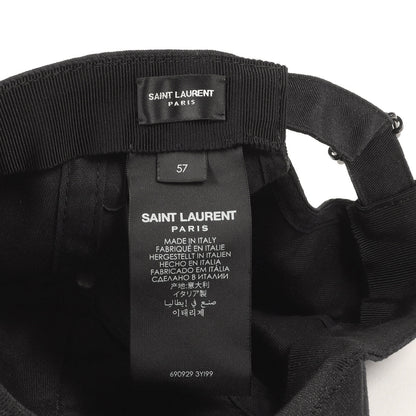 SAINT LAURENT
PARIS
57
SAINT LAURENT
PARIS
MADE IN ITALY
FABRIQUÉ EN ITALIE
HERGESTELLT IN ITALIEN
HECHO EN ITALIA
FABRICADO EM ITÁLIA
СДЕЛАНО В ИТАЛИИ
产地:意大利
イタリア製
صنع في إيطاليا
이태리제
690929 3YI99